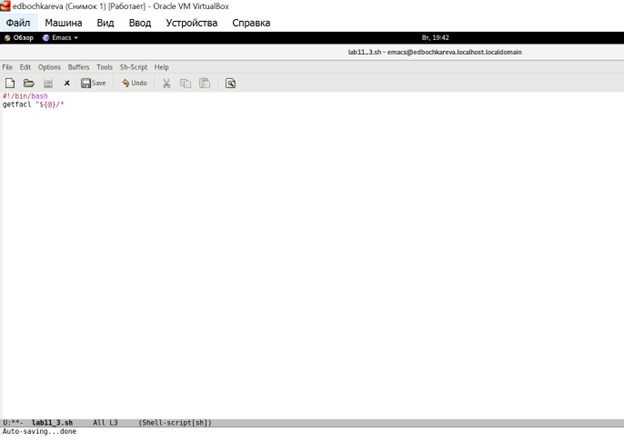 edbochkareva (Снимок 1) [Работает] - Oracle VM VirtualBox
Файл Машина Вид Ввод Устройства Справка
Обзор Emacs Вт, 19:42
lab11_3.sh - emacs@edbochkareva.localhost.localdomain
File Edit Options Buffers Tools Sh-Script Help
Save Undo
#!/bin/bash
getfacl "${@}/*
U:**- lab11_3.sh All L3 (Shell-script[sh])
Auto-saving...done